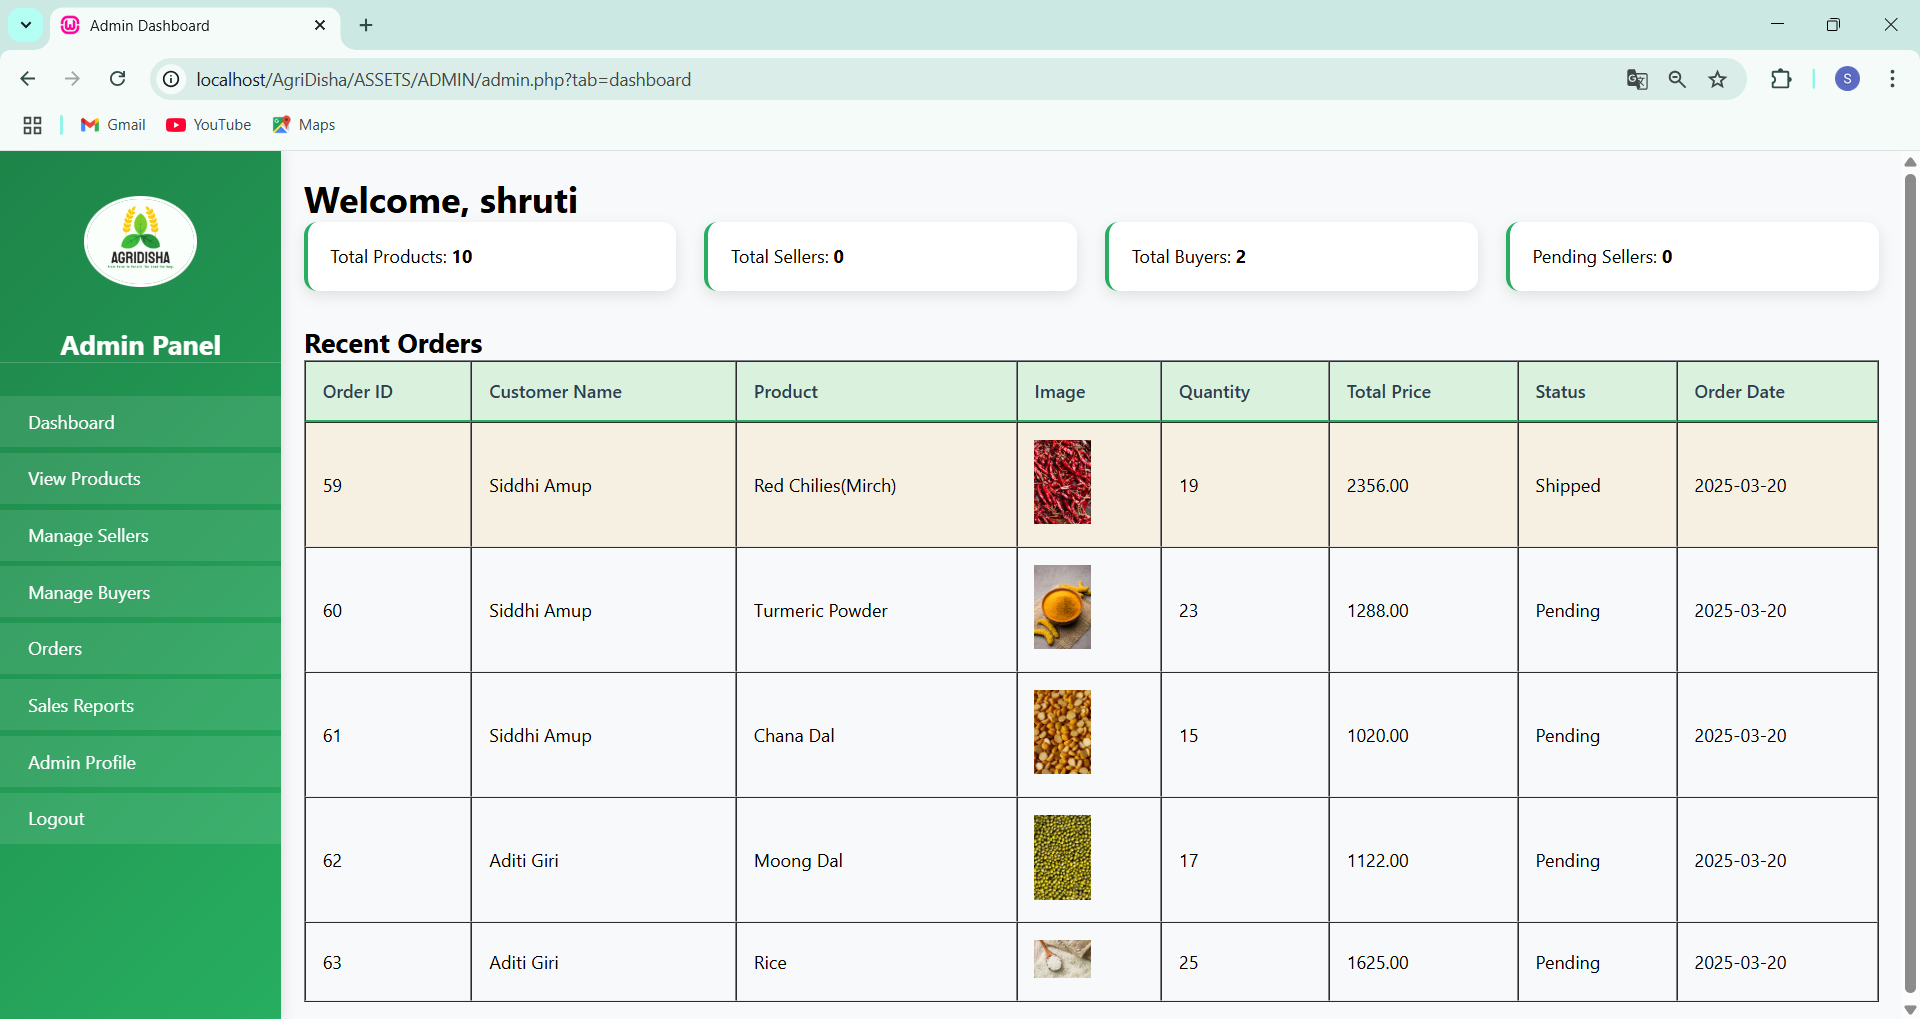 Admin Dashboard
localhost/AgriDisha/ASSETS/ADMIN/admin.php?tab=dashboard
S
Gmail YouTube Maps
AGRIDISHA
Admin Panel
Dashboard
View Products
Manage Sellers
Manage Buyers
Orders
Sales Reports
Admin Profile
Logout
Welcome, shruti
Total Products: 10 Total Sellers: 0 Total Buyers: 2 Pending Sellers: 0
Recent Orders
Order ID Customer Name Product Image Quantity Total Price Status Order Date
59 Siddhi Amup Red Chilies(Mirch) 19 2356.00 Shipped 2025-03-20
60 Siddhi Amup Turmeric Powder 23 1288.00 Pending 2025-03-20
61 Siddhi Amup Chana Dal 15 1020.00 Pending 2025-03-20
62 Aditi Giri Moong Dal 17 1122.00 Pending 2025-03-20
63 Aditi Giri Rice 25 1625.00 Pending 2025-03-20